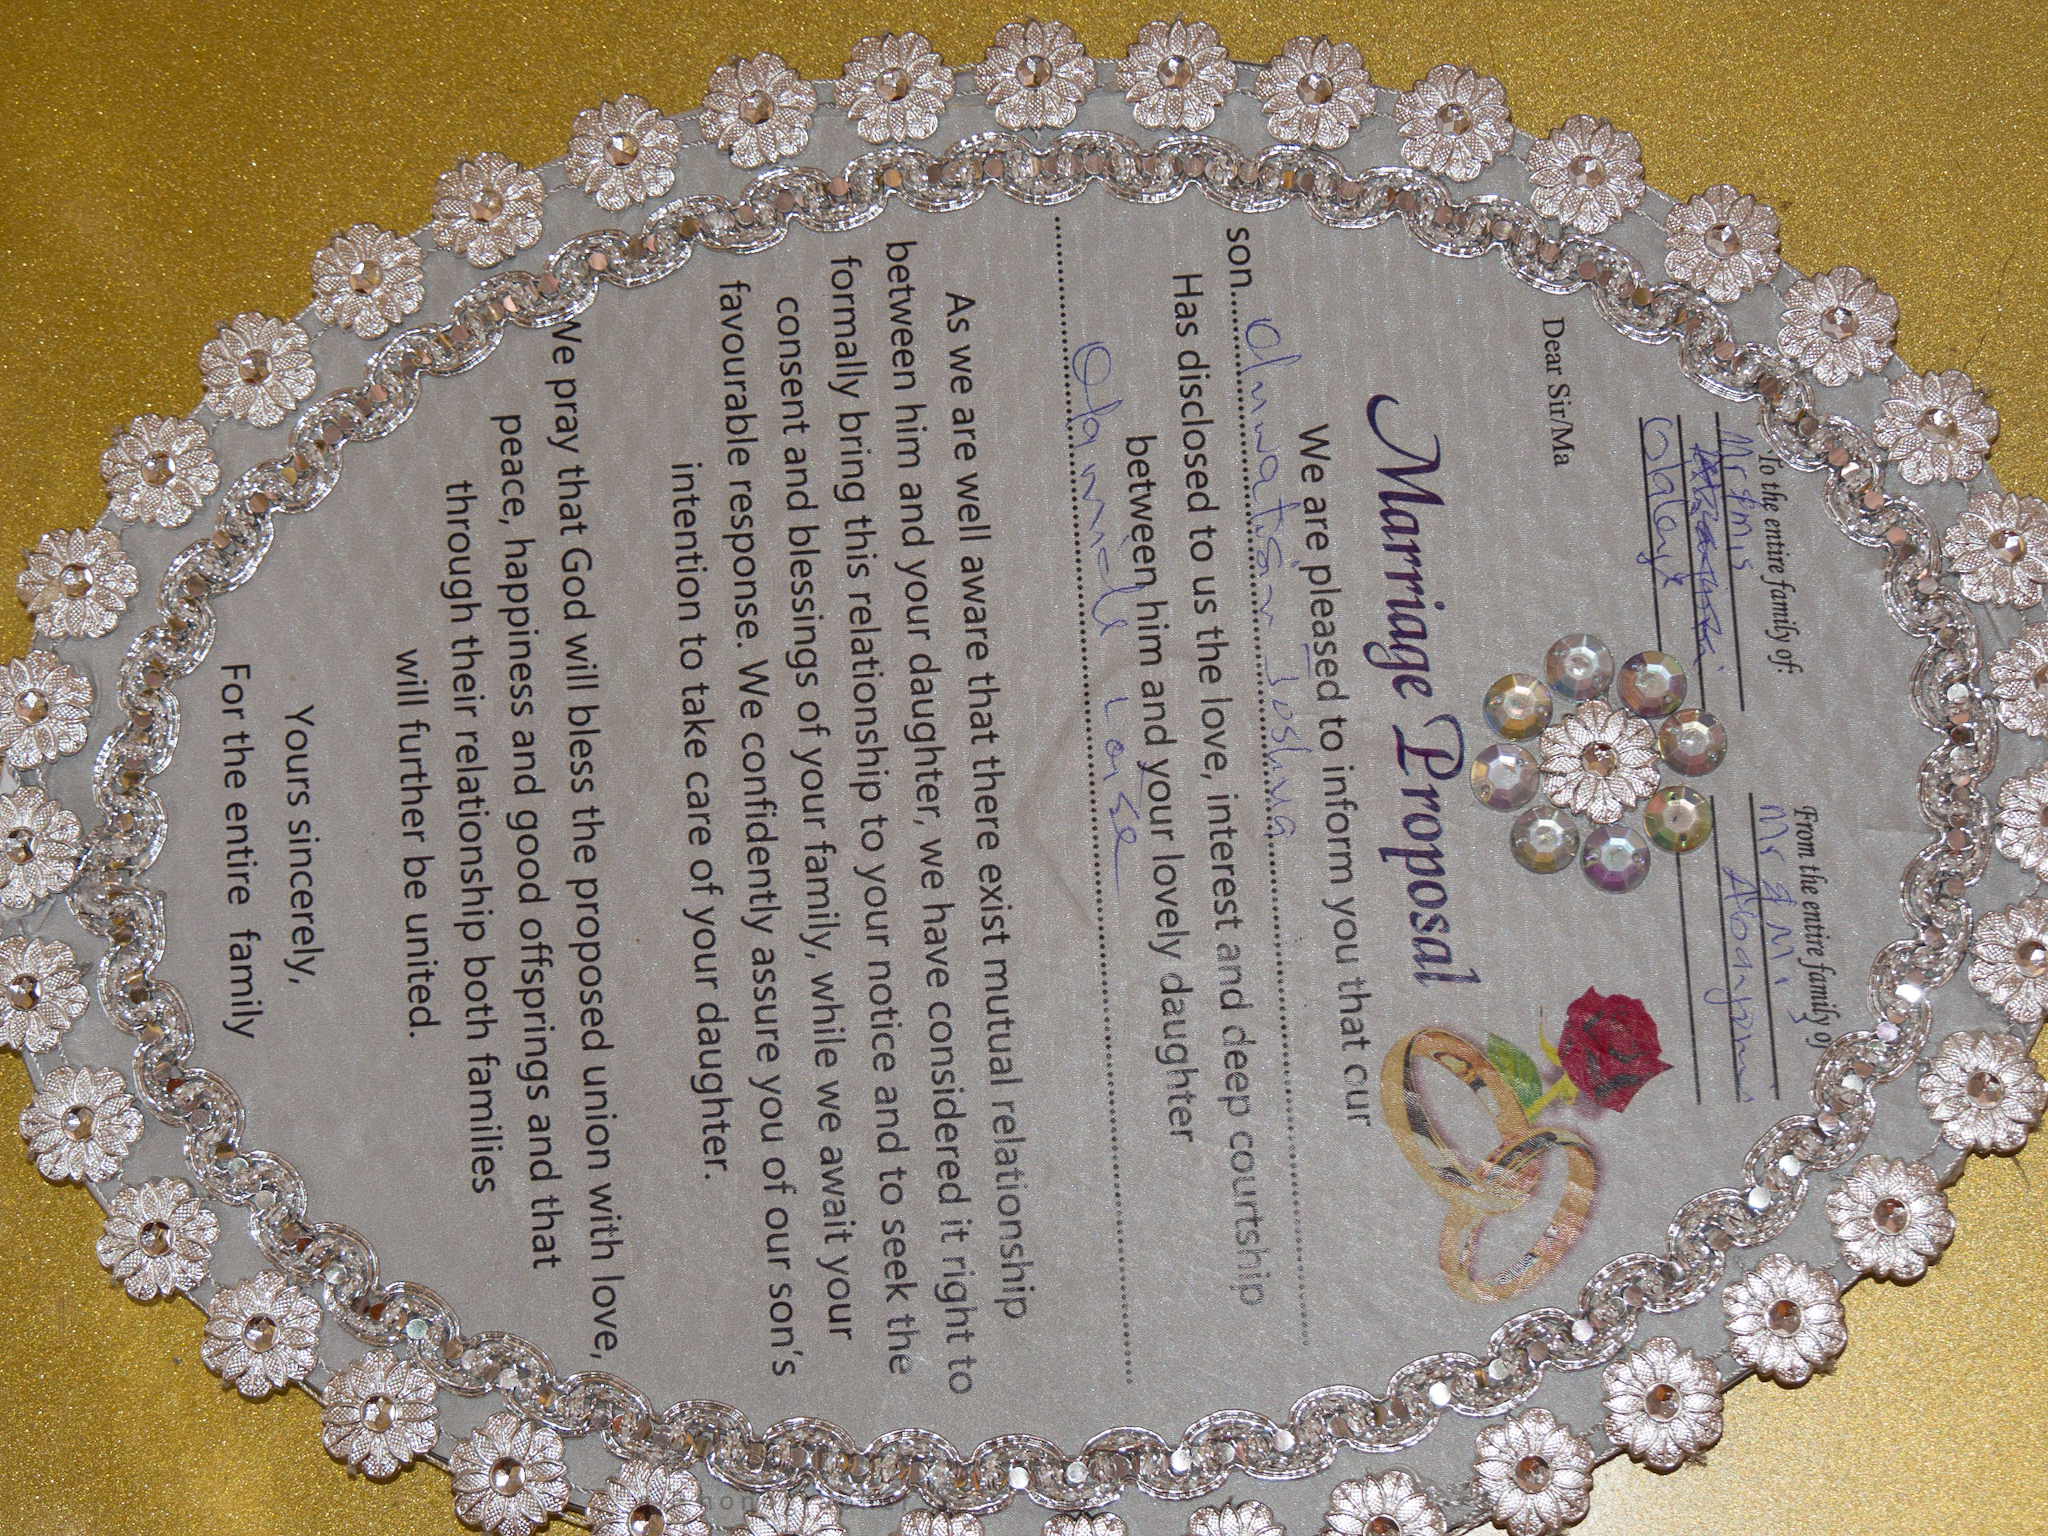 To the entire family of:
Mr & Mrs
Olaleye
From the entire family of
Mr & Mr
Dear Sir/Ma
Marriage Proposal
We are pleased to inform you that our
son Joshua
Has disclosed to us the love, interest and deep courtship
between him and your lovely daughter
Olamide
As we are well aware that there exist mutual relationship
between him and your daughter, we have considered it right to
formally bring this relationship to your notice and to seek the
consent and blessings of your family, while we await your
favourable response. We confidently assure you of our son's
intention to take care of your daughter.
We pray that God will bless the proposed union with love,
peace, happiness and good offsprings and that
through their relationship both families
will further be united.
Yours sincerely,
For the entire family